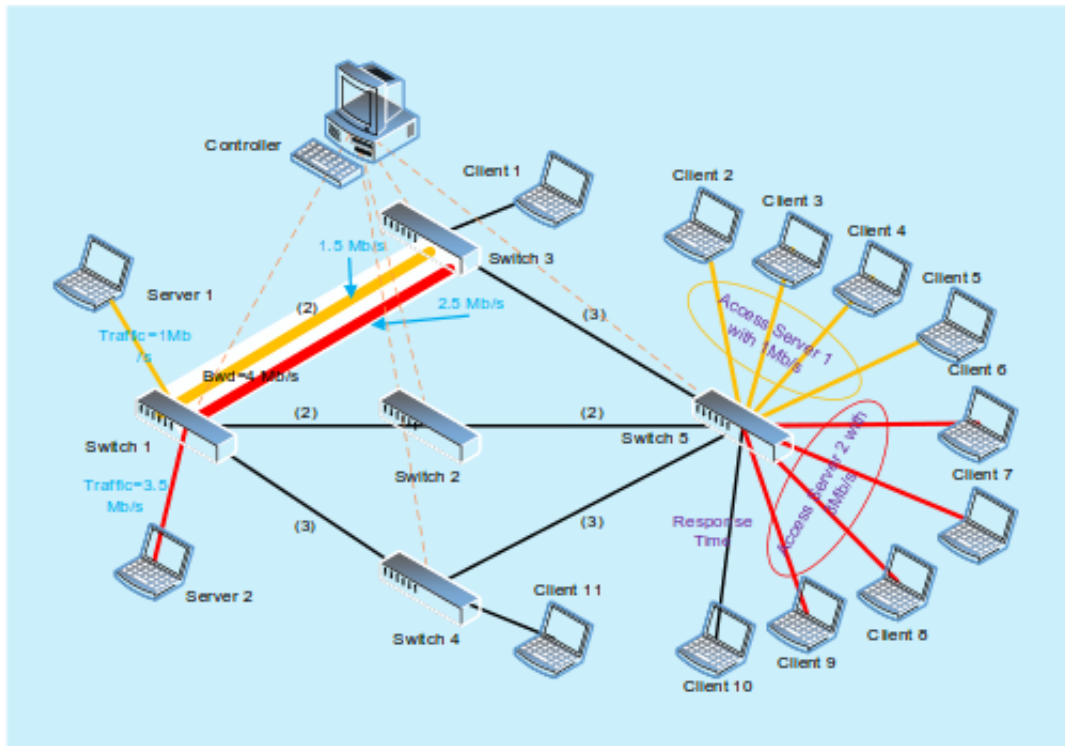 Controller
Client 1
Client 2
Client 3
Client 4
Client 5
Client 6
1.5 Mb/s
Switch 3
Server 1
(2)
2.5 Mb/s
(3)
Access Server 1
with 1Mb/s
Traffic=1Mb
/s
Bwd=4 Mb/s
(2)
(2)
Switch 5
Switch 1
Switch 2
Client 7
Traffic=3.5
Mb/s
Access Server 2 with
3Mb/s
(3)
(3)
Response
Time
Server 2
Client 11
Switch 4
Client 8
Client 9
Client 10